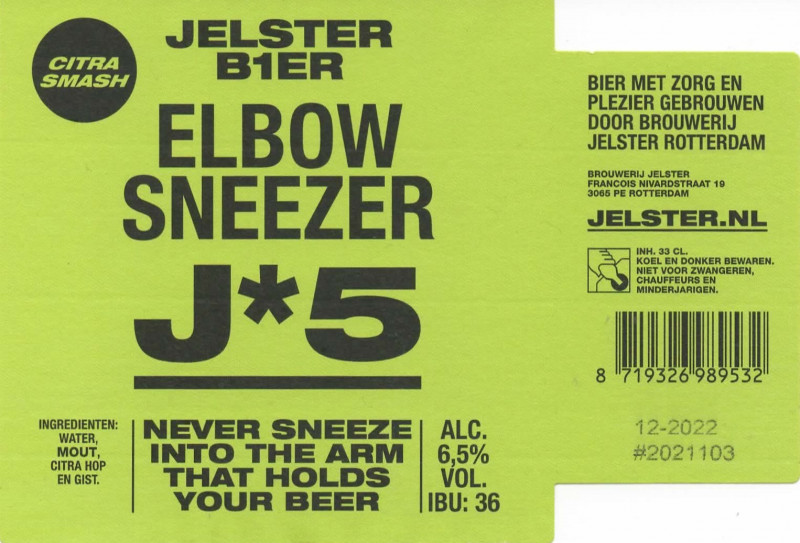 CITRA
SMASH
JELSTER
B1ER
ELBOW
SNEEZER
J*5
INGREDIENTEN:
WATER,
MOUT,
CITRA HOP
EN GIST.
NEVER SNEEZE
INTO THE ARM
THAT HOLDS
YOUR BEER
ALC.
6,5%
VOL.
IBU: 36
BIER MET ZORG EN
PLEZIER GEBROUWEN
DOOR BROUWERIJ
JELSTER ROTTERDAM
BROUWERIJ JELSTER
FRANCOIS NIVARDSTRAAT 19
3065 PE ROTTERDAM
JELSTER.NL
INH. 33 CL.
KOEL EN DONKER BEWAREN.
NIET VOOR ZWANGEREN,
CHAUFFEURS EN
MINDERJARIGEN.
8 719326 989532
12-2022
#2021103